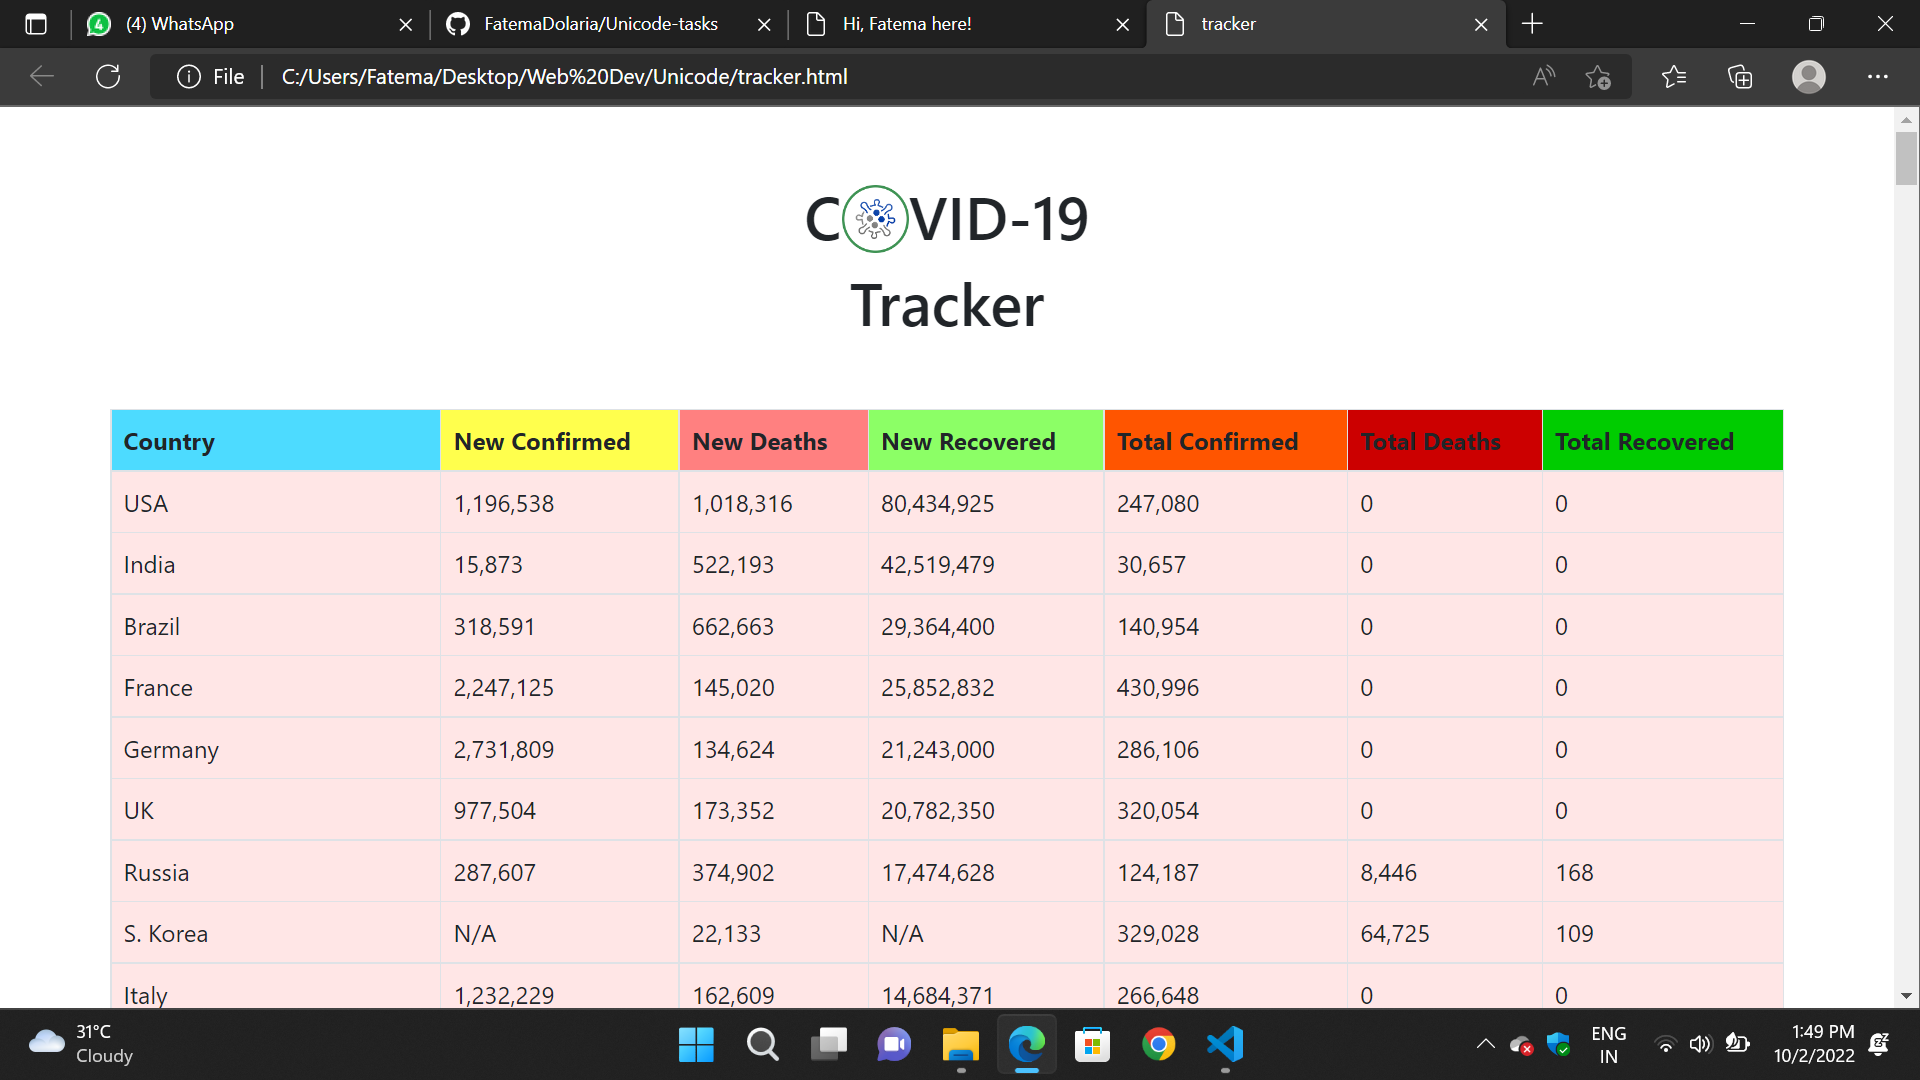 (4) WhatsApp
FatemaDolaria/Unicode-tasks
Hi, Fatema here!
tracker
File
C:/Users/Fatema/Desktop/Web%20Dev/Unicode/tracker.html
COVID-19
Tracker
Country New Confirmed New Deaths New Recovered Total Confirmed Total Deaths Total Recovered
USA 1,196,538 1,018,316 80,434,925 247,080 0 0
India 15,873 522,193 42,519,479 30,657 0 0
Brazil 318,591 662,663 29,364,400 140,954 0 0
France 2,247,125 145,020 25,852,832 430,996 0 0
Germany 2,731,809 134,624 21,243,000 286,106 0 0
UK 977,504 173,352 20,782,350 320,054 0 0
Russia 287,607 374,902 17,474,628 124,187 8,446 168
S. Korea N/A 22,133 N/A 329,028 64,725 109
Italy 1,232,229 162,609 14,684,371 266,648 0 0
31°C
Cloudy
ENG
IN
1:49 PM
10/2/2022